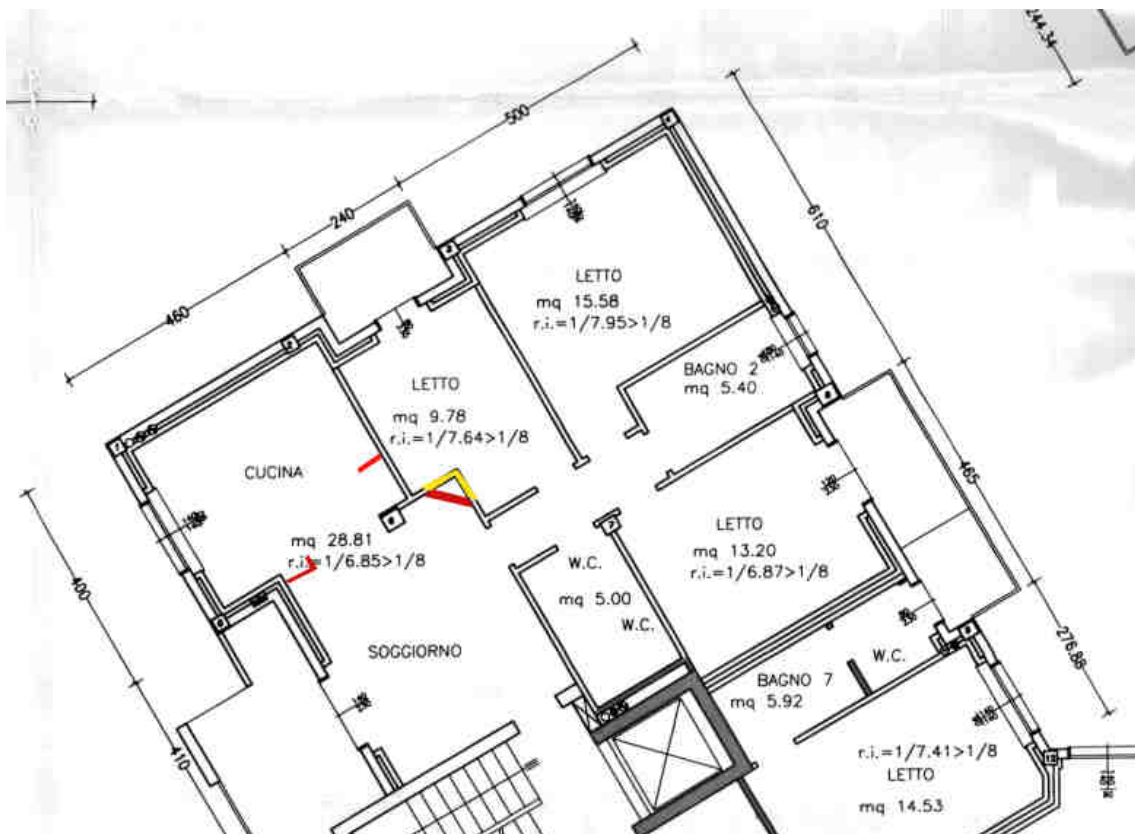 244.34
500
240
460
610
LETTO
mq 15.58
r.i.=1/7.95>1/8
BAGNO 2
mq 5.40
LETTO
mq 9.78
r.i.=1/7.64>1/8
CUCINA
mq 28.81
r.i.=1/6.85>1/8
465
LETTO
mq 13.20
r.i.=1/6.87>1/8
W.C.
mq 5.00
W.C.
400
SOGGIORNO
276.88
W.C.
BAGNO 7
mq 5.92
410
r.i.=1/7.41>1/8
LETTO
mq 14.53